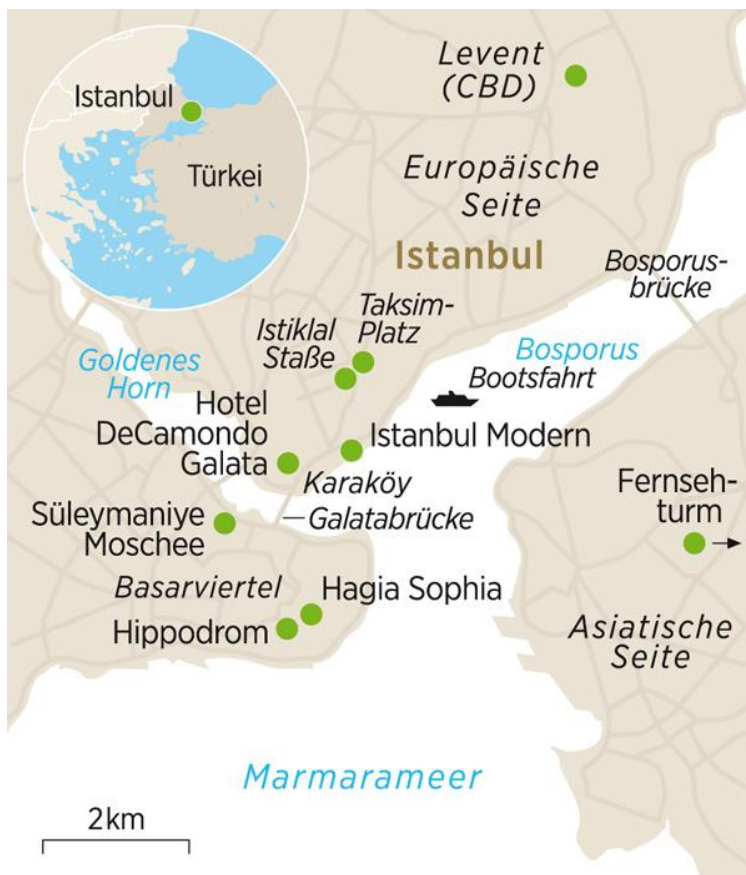 Istanbul
Türkei
Levent
(CBD)
Europäische
Seite
Istanbul
Bosporus-
brücke
Taksim-
Platz
Istiklal
Staße
Goldenes
Horn
Bosporus
Bootsfahrt
Hotel
DeCamondo
Galata
Istanbul Modern
Karaköy
Galatabrücke
Fernseh-
turm
Süleymaniye
Moschee
Basarviertel
Hagia Sophia
Hippodrom
Asiatische
Seite
Marmarameer
2km